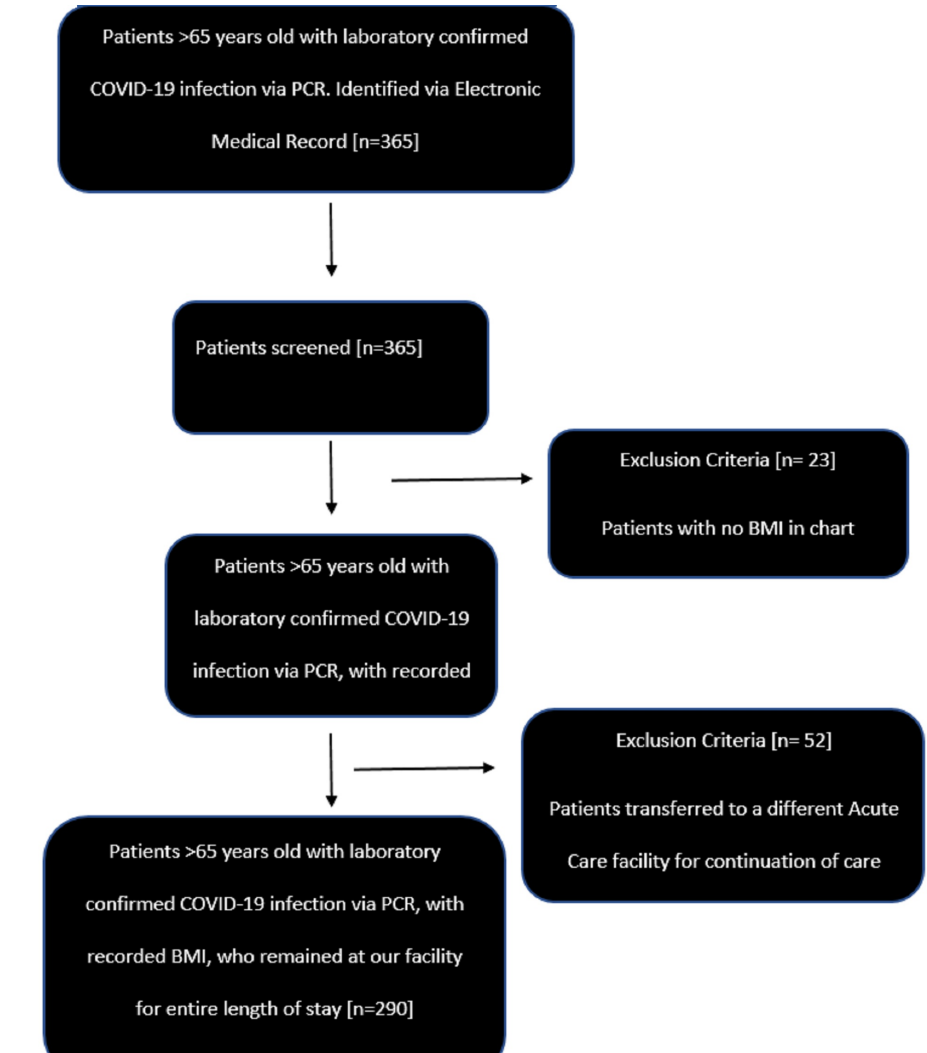 Patients >65 years old with laboratory confirmed
COVID-19 infection via PCR. Identified via Electronic
Medical Record [n=365]
Patients screened [n=365]
Exclusion Criteria [n= 23]
Patients with no BMI in chart
Patients >65 years old with
laboratory confirmed COVID-19
infection via PCR, with recorded
Exclusion Criteria [n= 52]
Patients transferred to a different Acute
Care facility for continuation of care
Patients >65 years old with laboratory
confirmed COVID-19 infection via PCR, with
recorded BMI, who remained at our facility
for entire length of stay [n=290]